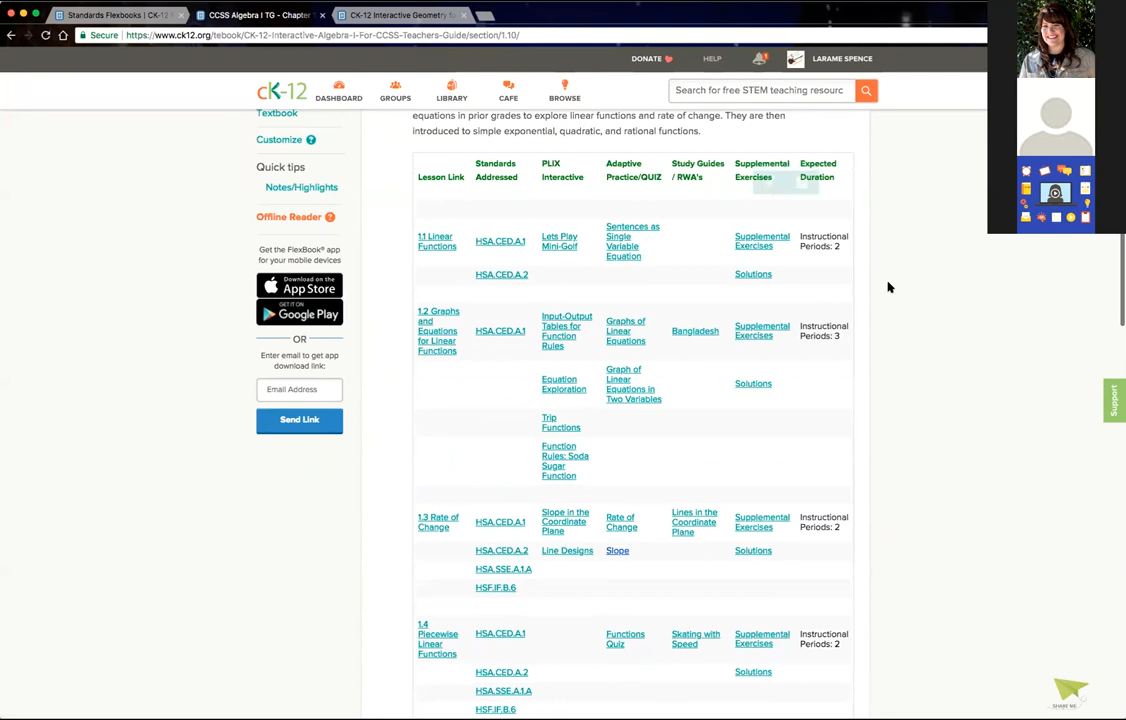 Standards Flexbooks | CK-12
CCSS Algebra I TG - Chapter
CK-12 Interactive Geometry fo
Secure
https://www.ck12.org/tebook/CK-12-Interactive-Algebra-I-For-CCSS-Teachers-Guide/section/1.10/
DONATE
HELP
LARAME SPENCE
cK-12
DASHBOARD
GROUPS
LIBRARY
CAFE
BROWSE
Search for free STEM teaching resourc
Textbook
Customize
Quick tips
Notes/Highlights
Offline Reader
Get the FlexBook® app
for your mobile devices
Download on the
App Store
GET IT ON
Google Play
OR
Enter email to get app
download link:
Email Address
Send Link
equations in prior grades to explore linear functions and rate of change. They are then
introduced to simple exponential, quadratic, and rational functions.
Standards PLIX Adaptive Study Guides Supplemental Expected
Lesson Link Addressed Interactive Practice/QUIZ / RWA's Exercises Duration
1.1 Linear
Functions
HSA.CED.A.1
Lets Play
Mini-Golf
Sentences as
Single
Variable
Equation
Supplemental
Exercises
Instructional
Periods: 2
HSA.CED.A.2
Solutions
1.2 Graphs
and
Equations
for Linear
Functions
HSA.CED.A.1
Input-Output
Tables for
Function
Rules
Graphs of
Linear
Equations
Bangladesh
Supplemental
Exercises
Instructional
Periods: 3
Equation
Exploration
Graph of
Linear
Equations in
Two Variables
Solutions
Trip
Functions
Function
Rules: Soda
Sugar
Function
1.3 Rate of
Change
HSA.CED.A.1
Slope in the
Coordinate
Plane
Rate of
Change
Lines in the
Coordinate
Plane
Supplemental
Exercises
Instructional
Periods: 2
HSA.CED.A.2
Line Designs
Slope
Solutions
HSA.SSE.A.1.A
HSF.IF.B.6
1.4
Piecewise
Linear
Functions
HSA.CED.A.1
Functions
Quiz
Skating with
Speed
Supplemental
Exercises
Instructional
Periods: 2
HSA.CED.A.2
Solutions
HSA.SSE.A.1.A
HSF.IF.B.6
Support
SHARE ME